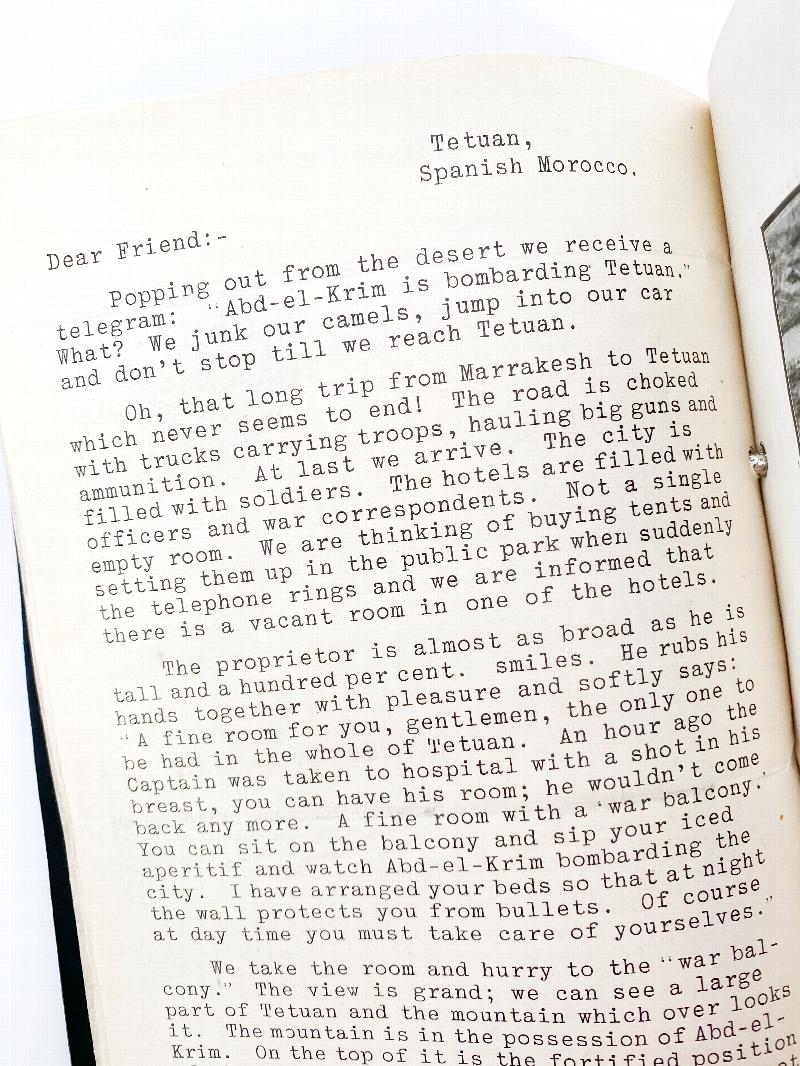 Tetuan,
Spanish Morocco.
Dear Friend:-
Popping out from the desert we receive a
telegram: "Abd-el-Krim is bombarding Tetuan."
What? We junk our camels, jump into our car
and don't stop till we reach Tetuan.
Oh, that long trip from Marrakesh to Tetuan
which never seems to end! The road is choked
with trucks carrying troops, hauling big guns and
ammunition. At last we arrive. The city is
filled with soldiers. The hotels are filled with
officers and war correspondents. Not a single
empty room. We are thinking of buying tents and
setting them up in the public park when suddenly
the telephone rings and we are informed that
there is a vacant room in one of the hotels.
The proprietor is almost as broad as he is
tall and a hundred per cent. smiles. He rubs his
hands together with pleasure and softly says:
"A fine room for you, gentlemen, the only one to
be had in the whole of Tetuan. An hour ago the
Captain was taken to hospital with a shot in his
breast, you can have his room; he wouldn't come
back any more. A fine room with a 'war balcony.'
You can sit on the balcony and sip your iced
aperitif and watch Abd-el-Krim bombarding the
city. I have arranged your beds so that at night
the wall protects you from bullets. Of course
at day time you must take care of yourselves."
We take the room and hurry to the "war bal-
cony." The view is grand; we can see a large
part of Tetuan and the mountain which over looks
it. The mountain is in the possession of Abd-el-
Krim. On the top of it is the fortified position